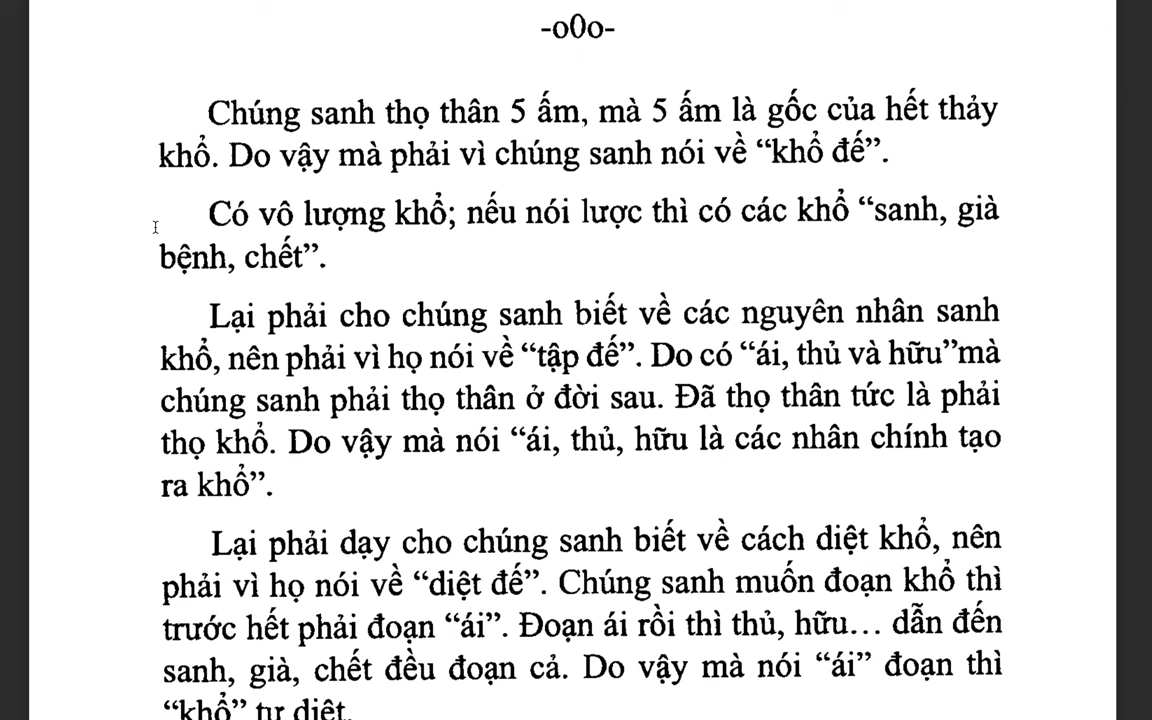 -o0o-
Chúng sanh thọ thân 5 ấm, mà 5 ấm là gốc của hết thảy
khổ. Do vậy mà phải vì chúng sanh nói về “khổ đế”.
Có vô lượng khổ; nếu nói lược thì có các khổ “sanh, già
bệnh, chết”.
Lại phải cho chúng sanh biết về các nguyên nhân sanh
khổ, nên phải vì họ nói về “tập đế”. Do có “ái, thủ và hữu”mà
chúng sanh phải thọ thân ở đời sau. Đã thọ thân tức là phải
thọ khổ. Do vậy mà nói “ái, thủ, hữu là các nhân chính tạo
ra khổ”.
Lại phải dạy cho chúng sanh biết về cách diệt khổ, nên
phải vì họ nói về “diệt đế”. Chúng sanh muốn đoạn khổ thì
trước hết phải đoạn “ái”. Đoạn ái rồi thì thủ, hữu… dẫn đến
sanh, già, chết đều đoạn cả. Do vậy mà nói “ái” đoạn thì
“khổ” tự diệt.